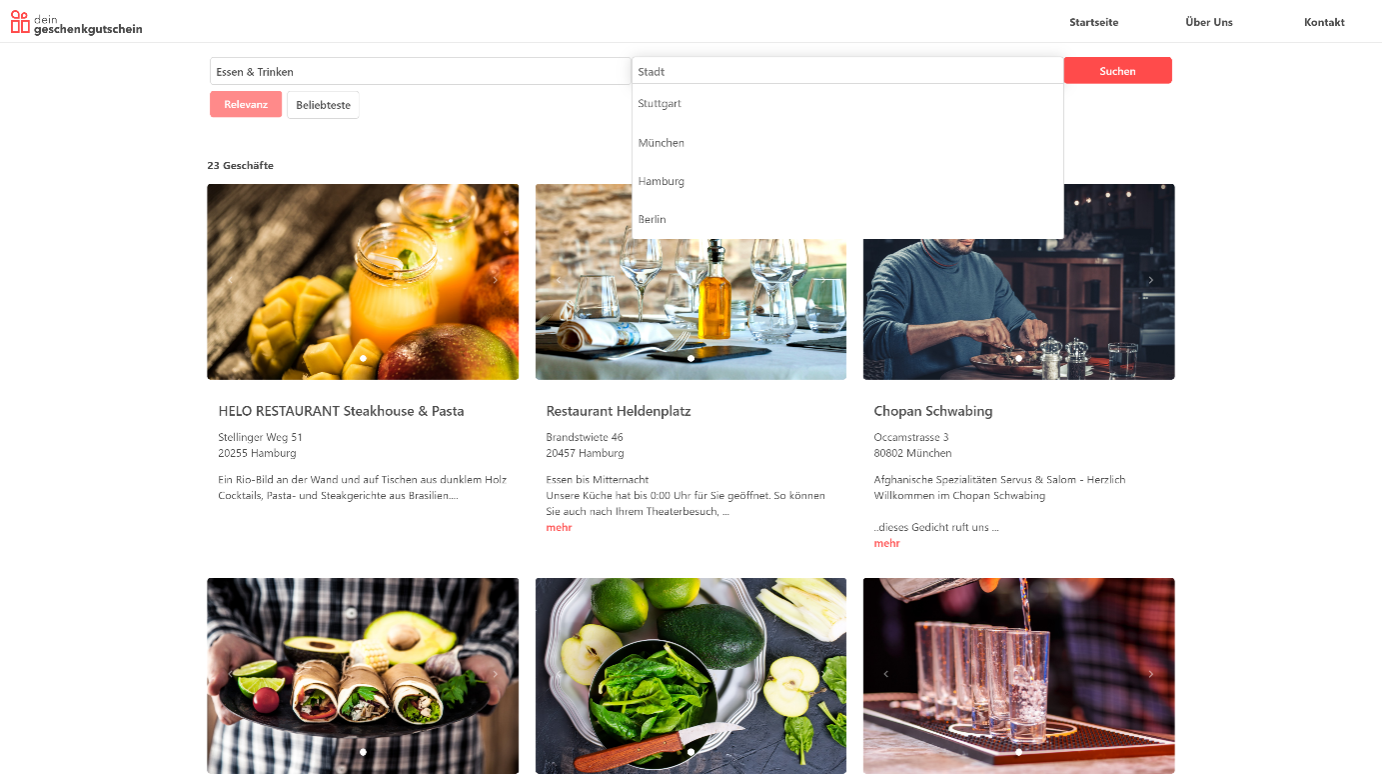 dein
geschenkgutschein
Startseite
Über Uns
Kontakt
Essen & Trinken
Stadt
Suchen
Relevanz
Beliebteste
Stuttgart
München
Hamburg
Berlin
23 Geschäfte
HELO RESTAURANT Steakhouse & Pasta
Stellinger Weg 51
20255 Hamburg
Ein Rio-Bild an der Wand und auf Tischen aus dunklem Holz
Cocktails, Pasta- und Steakgerichte aus Brasilien....
Restaurant Heldenplatz
Brandstwiete 46
20457 Hamburg
Essen bis Mitternacht
Unsere Küche hat bis 0:00 Uhr für Sie geöffnet. So können
Sie auch nach Ihrem Theaterbesuch, ...
mehr
Chopan Schwabing
Occamstrasse 3
80802 München
Afghanische Spezialitäten Servus & Salom - Herzlich
Willkommen im Chopan Schwabing
..dieses Gedicht ruft uns ...
mehr